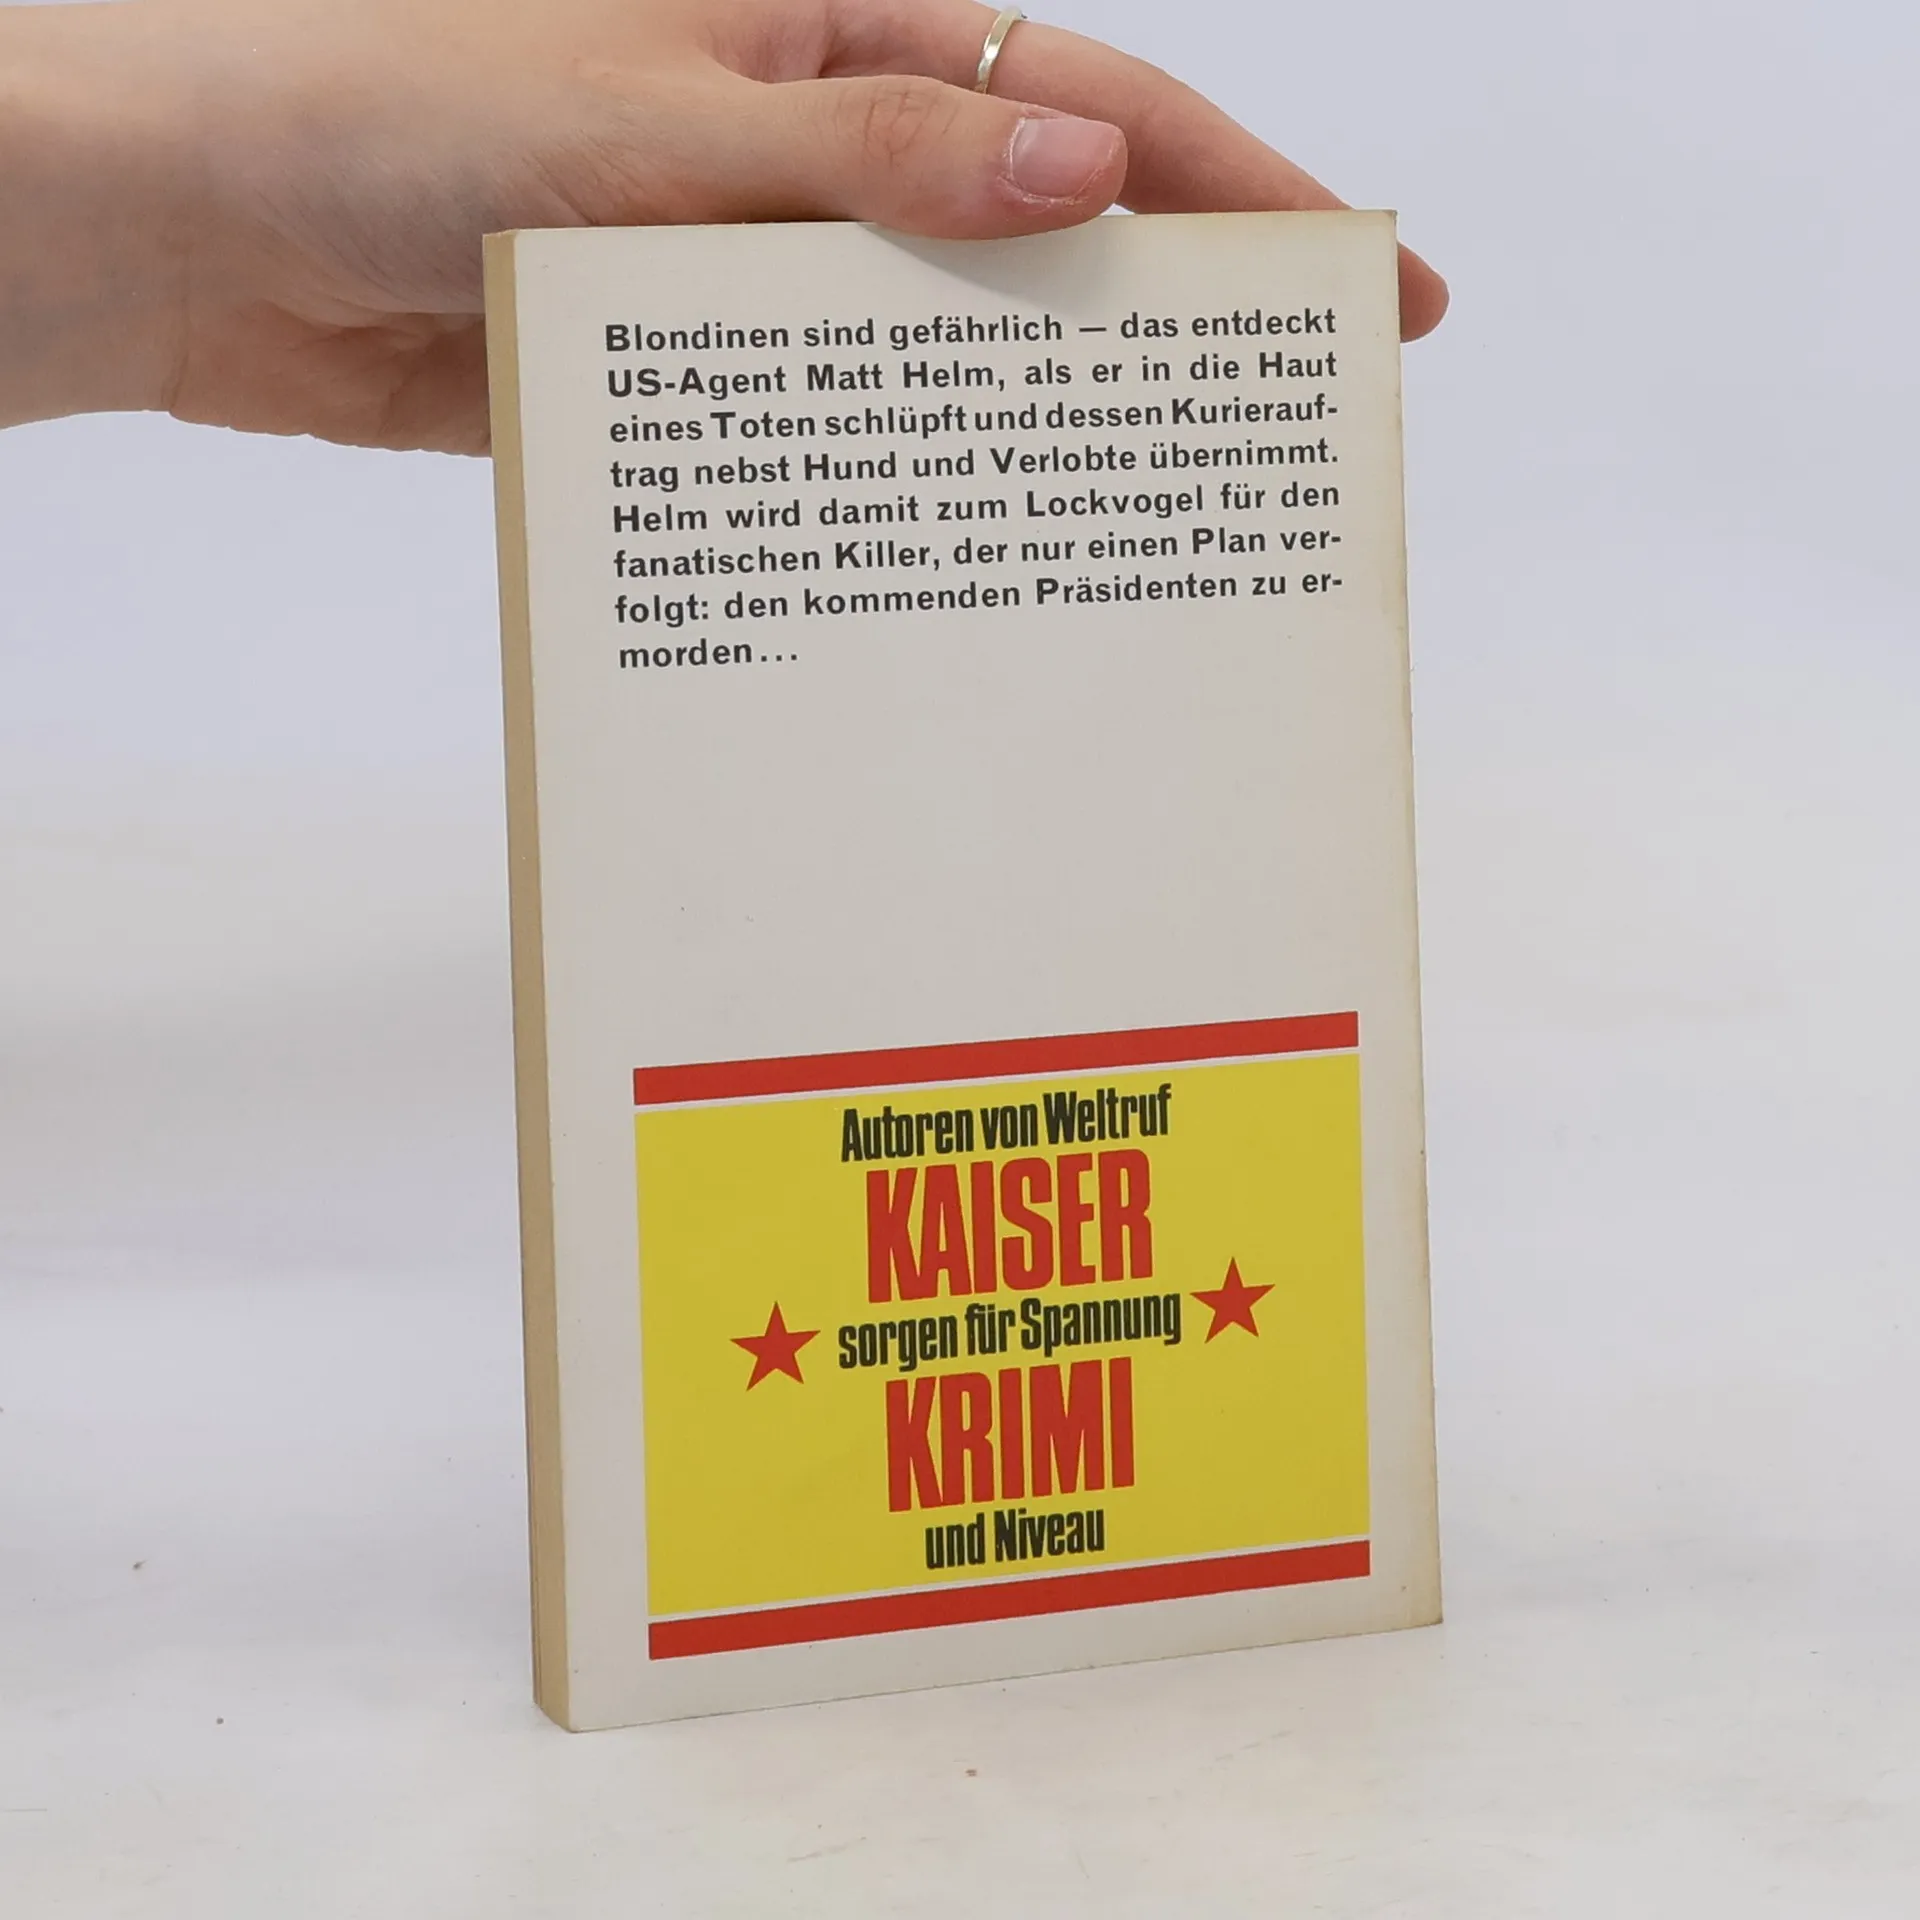 Blondinen sind gefährlich — das entdeckt
US-Agent Matt Helm, als er in die Haut
eines Toten schlüpft und dessen Kurierauf-
trag nebst Hund und Verlobte übernimmt.
Helm wird damit zum Lockvogel für den
fanatischen Killer, der nur einen Plan ver-
folgt: den kommenden Präsidenten zu er-
morden...
Autoren von Weltruf
KAISER
sorgen für Spannung
KRIMI
und Niveau